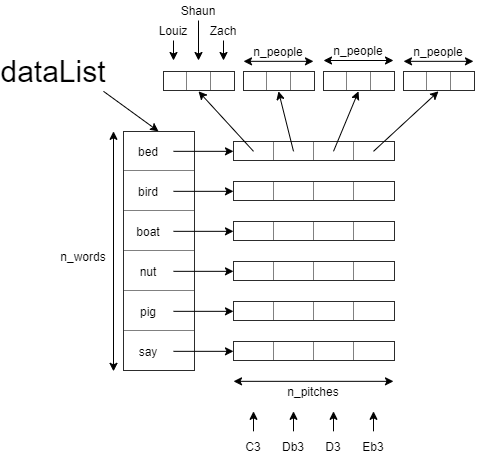 Shaun
Louiz Zach
n_people n_people n_people
dataList
bed
bird
boat
n_words
nut
pig
say
n_pitches
C3 Db3 D3 Eb3